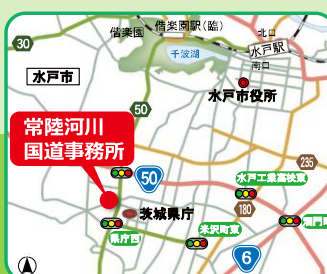 偕楽園
偕楽園駅(臨)
北口
水戸駅
南口
千波湖
30
水戸市
50
水戸市役所
常陸河川
国道事務所
50
水戸工業高校東
235
茨城県庁
180
県庁西
米沢町東
6